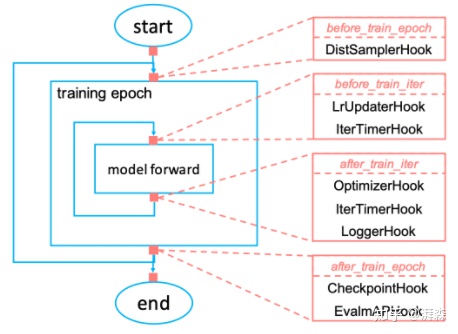 start
training epoch
model forward
end
before_train_epoch
DistSamplerHook
before_train_iter
LrUpdaterHook
IterTimerHook
after_train_iter
OptimizerHook
IterTimerHook
LoggerHook
after_train_epoch
CheckpointHook
EvalmAPHook
知乎